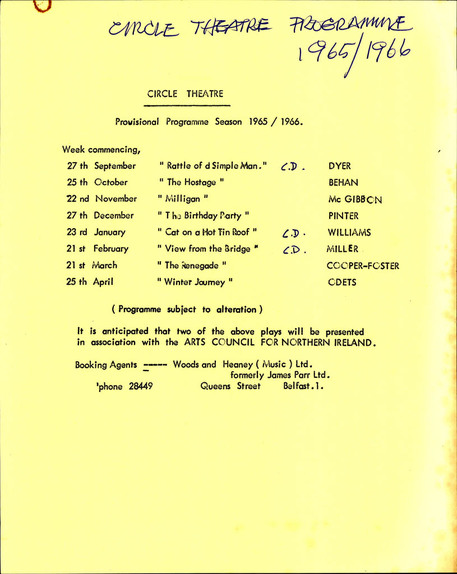 CIRCLE THEATRE PROGRAMME
1965/1966
CIRCLE THEATRE
Provisional Programme Season 1965 / 1966.
Week commencing,
27 th September " Rattle of d Simple Man." C.D. DYER
25 th October " The Hostage " BEHAN
22 nd November " Milligan " Mc GIBBON
27 th December " The Birthday Party " PINTER
23 rd January " Cat on a Hot Tin Roof " C.D. WILLIAMS
21 st February " View from the Bridge " C.D. MILLER
21 st March " The Renegade " COOPER-FOSTER
25 th April " Winter Journey " ODETS
( Programme subject to alteration )
It is anticipated that two of the above plays will be presented
in association with the ARTS COUNCIL FOR NORTHERN IRELAND.
Booking Agents ----- Woods and Heaney ( Music ) Ltd.
formerly James Parr Ltd.
'phone 28449 Queens Street Belfast.1.